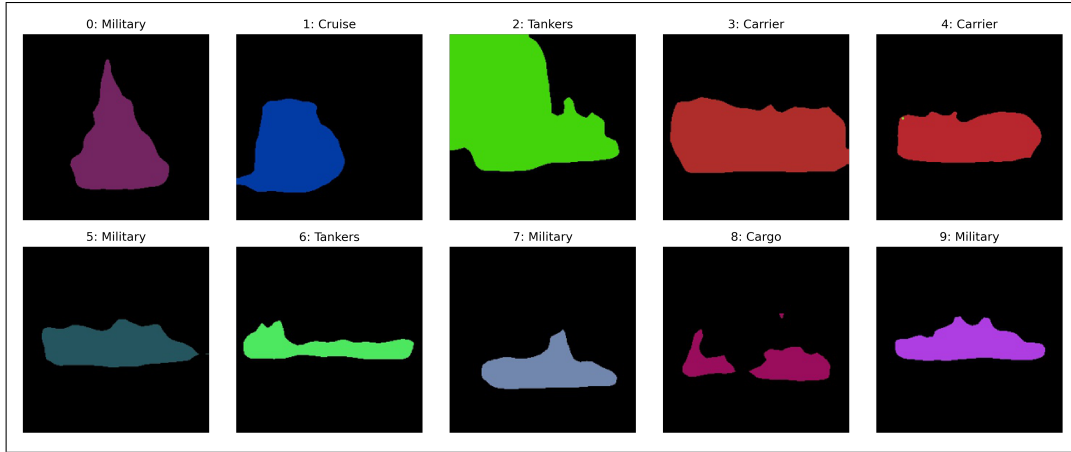 0: Military
1: Cruise
2: Tankers
3: Carrier
4: Carrier
5: Military
6: Tankers
7: Military
8: Cargo
9: Military